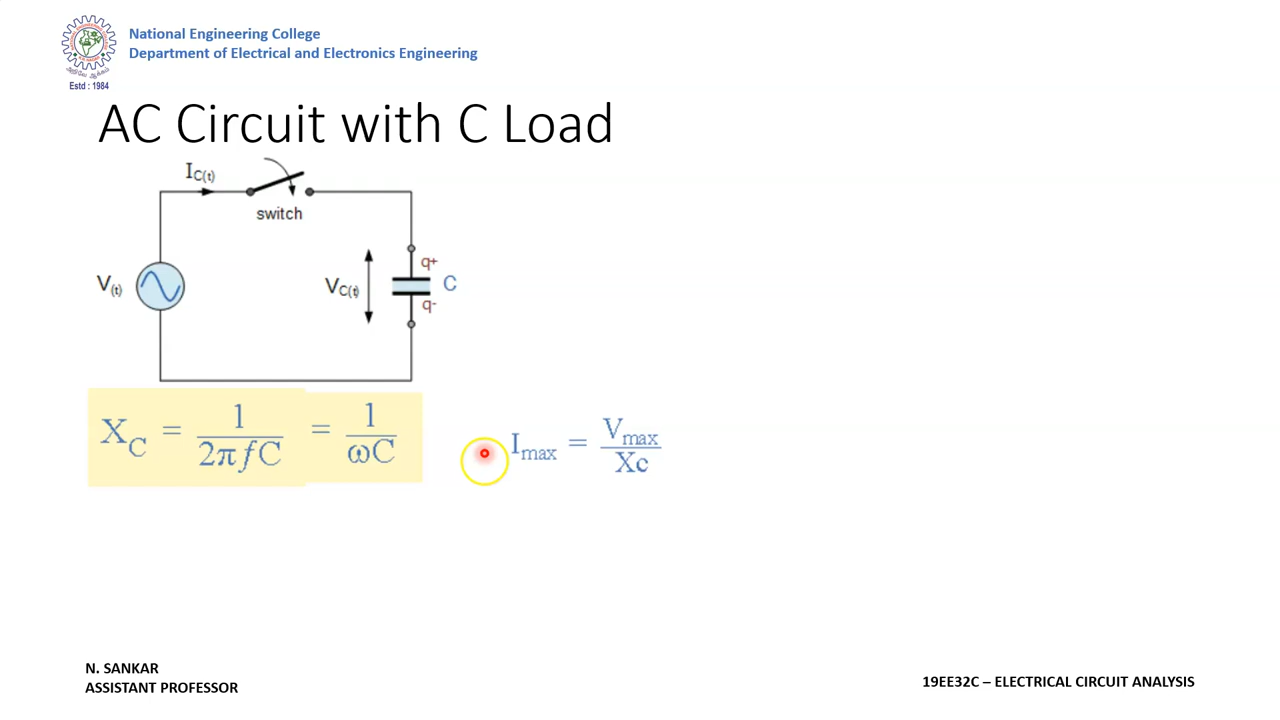 National Engineering College
Department of Electrical and Electronics Engineering
Estd : 1984
AC Circuit with C Load
IC(t)
switch
V(t)
VC(t)
q+
C
q-
XC = 1/2πfC = 1/ωC
Imax = Vmax/Xc
N. SANKAR
ASSISTANT PROFESSOR
19EE32C – ELECTRICAL CIRCUIT ANALYSIS